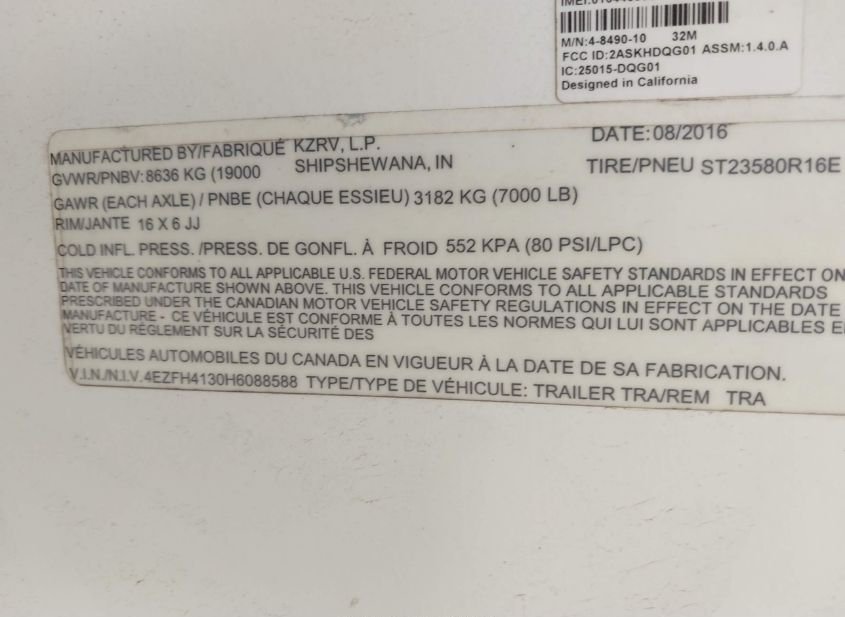 M/N:4-8490-10 32M
FCC ID:2ASKHDQG01 ASSM:1.4.0.A
IC:25015-DQG01
Designed in California
MANUFACTURED BY/FABRIQUÉ KZRV, L.P. DATE:08/2016
GVWR/PNBV: 8636 KG (19000 SHIPSHEWANA, IN TIRE/PNEU ST23580R16E
GAWR (EACH AXLE) / PNBE (CHAQUE ESSIEU) 3182 KG (7000 LB)
RIM/JANTE 16 X 6 JJ
COLD INFL. PRESS. /PRESS. DE GONFL. À FROID 552 KPA (80 PSI/LPC)
THIS VEHICLE CONFORMS TO ALL APPLICABLE U.S. FEDERAL MOTOR VEHICLE SAFETY STANDARDS IN EFFECT ON
DATE OF MANUFACTURE SHOWN ABOVE. THIS VEHICLE CONFORMS TO ALL APPLICABLE STANDARDS
PRESCRIBED UNDER THE CANADIAN MOTOR VEHICLE SAFETY REGULATIONS IN EFFECT ON THE DATE
MANUFACTURE - CE VÉHICULE EST CONFORME À TOUTES LES NORMES QUI LUI SONT APPLICABLES E
VERTU DU RÉGLEMENT SUR LA SÉCURITÉ DES
VÉHICULES AUTOMOBILES DU CANADA EN VIGUEUR À LA DATE DE SA FABRICATION.
V.I.N./N.I.V.4EZFH4130H6088588 TYPE/TYPE DE VÉHICULE: TRAILER TRA/REM TRA